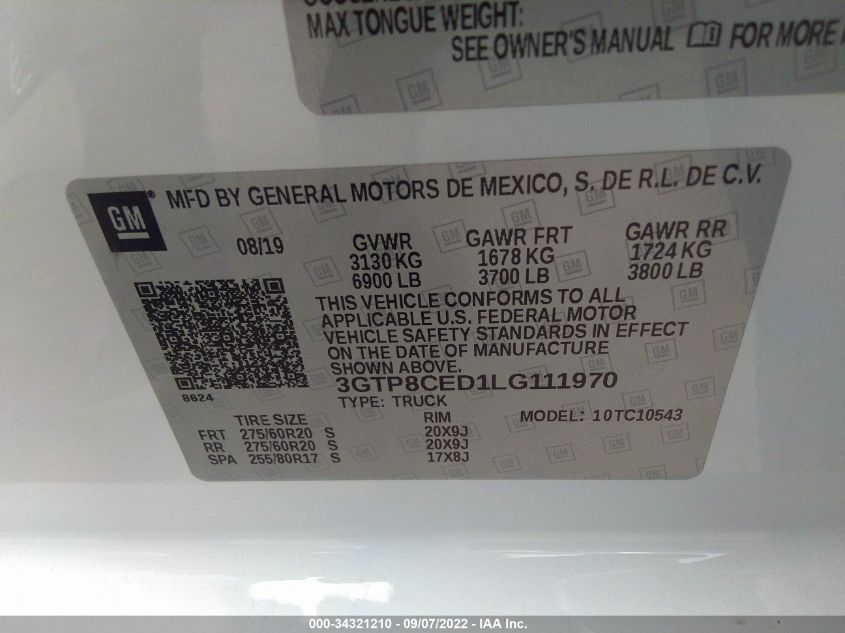 MAX TONGUE WEIGHT:
SEE OWNER'S MANUAL FOR MORE
GM ® MFD BY GENERAL MOTORS DE MEXICO, S. DE R.L. DE C.V.
08/19 GVWR GAWR FRT GAWR RR
3130 KG 1678 KG 1724 KG
6900 LB 3700 LB 3800 LB
THIS VEHICLE CONFORMS TO ALL
APPLICABLE U.S. FEDERAL MOTOR
VEHICLE SAFETY STANDARDS IN EFFECT
ON THE DATE OF MANUFACTURE
SHOWN ABOVE.
3GTP8CED1LG111970
8624
TYPE: TRUCK
TIRE SIZE RIM MODEL: 10TC10543
FRT 275/60R20 S 20X9J
RR 275/60R20 S 20X9J
SPA 255/80R17 S 17X8J
000-34321210 - 09/07/2022 - IAA Inc.